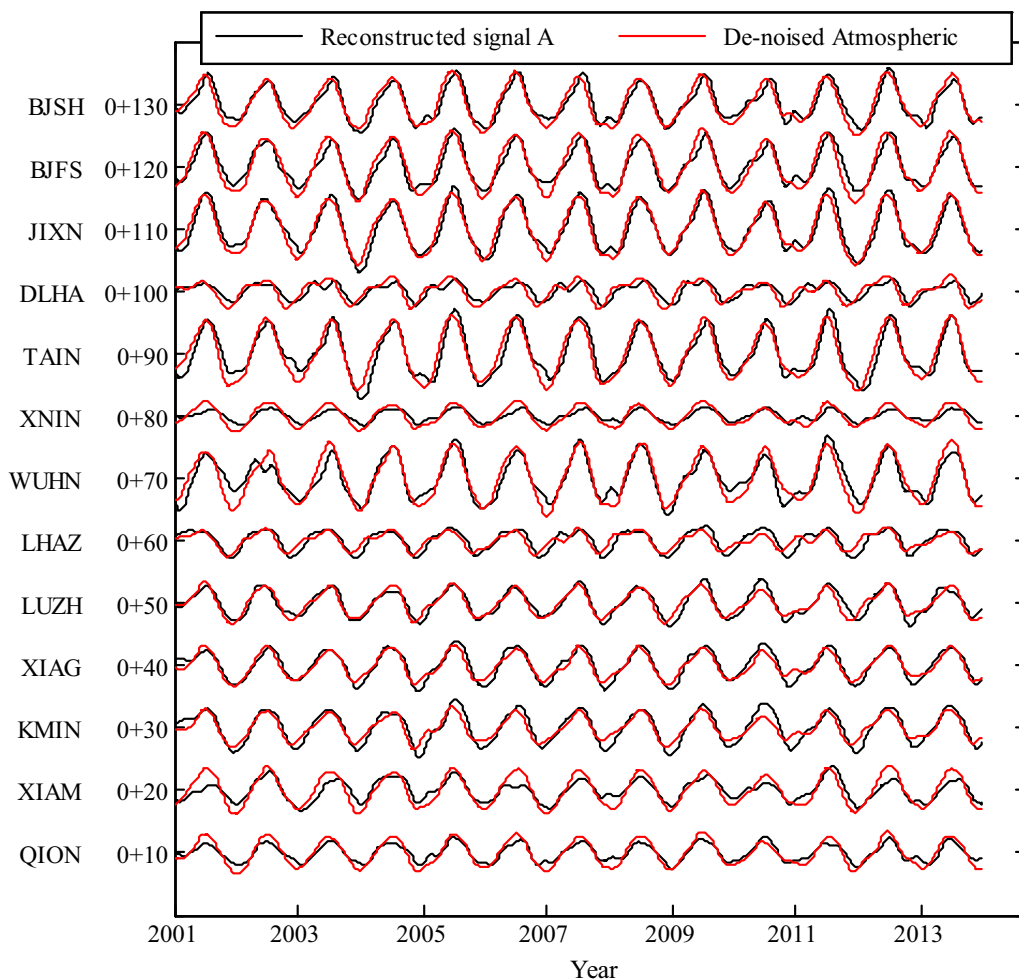 Reconstructed signal A De-noised Atmospheric
BJSH 0+130
BJFS 0+120
JIXN 0+110
DLHA 0+100
TAIN 0+90
XNIN 0+80
WUHN 0+70
LHAZ 0+60
LUZH 0+50
XIAG 0+40
KMIN 0+30
XIAM 0+20
QION 0+10
2001 2003 2005 2007 2009 2011 2013
Year